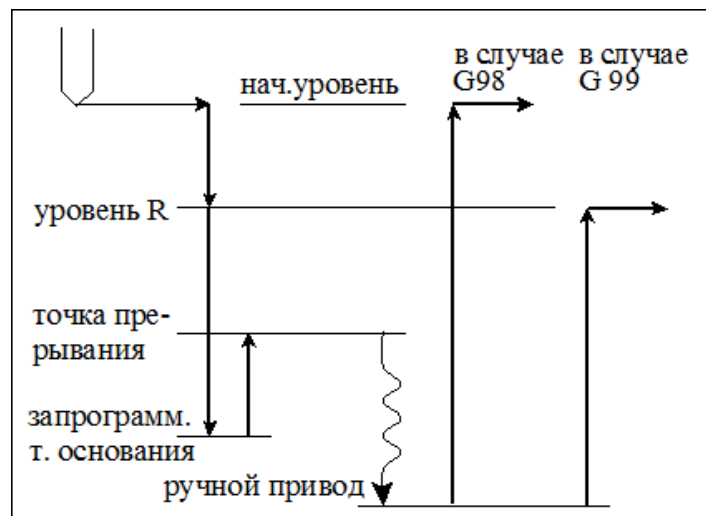 в случае
G98
в случае
G 99
нач.уровень
уровень R
точка пре-
рывания
запрограмм.
т. основания
ручной привод